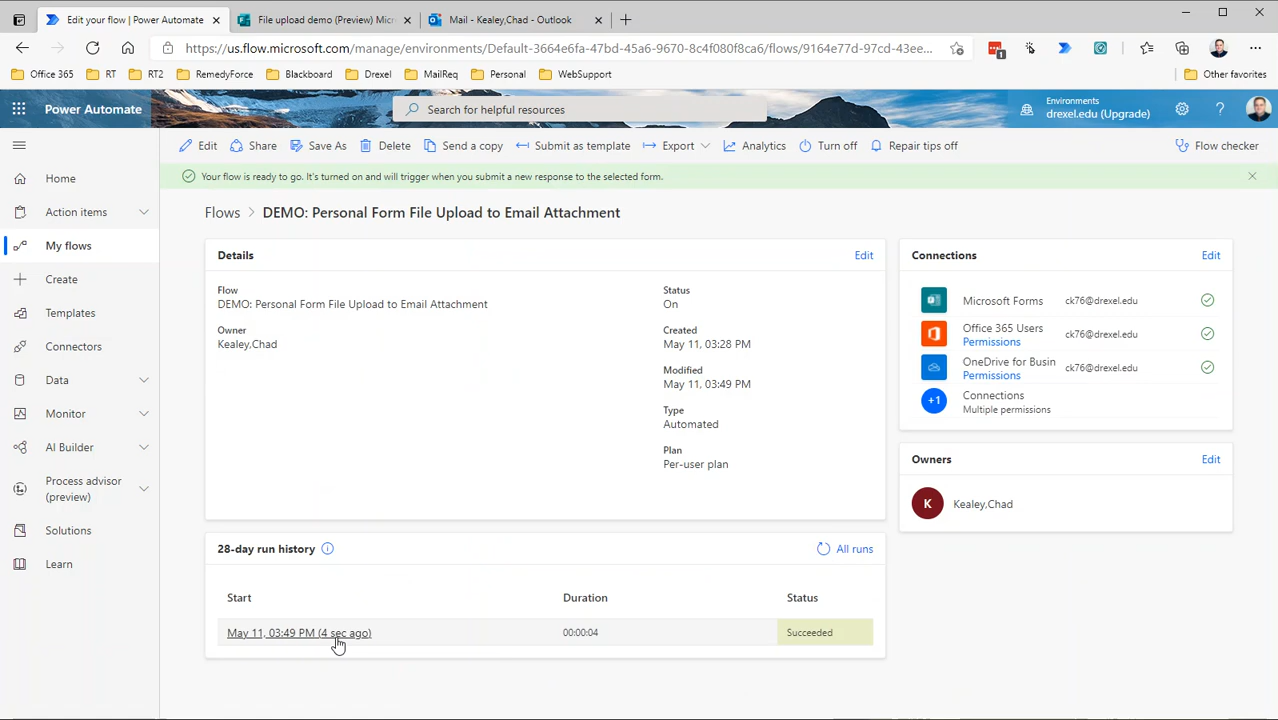 Edit your flow | Power Automate
File upload demo (Preview) Micr
Mail - Kealey,Chad - Outlook
https://us.flow.microsoft.com/manage/environments/Default-3664e6fa-47bd-45a6-9670-8c4f080f8ca6/flows/9164e77d-97cd-43ee...
1
Office 365
RT
RT2
RemedyForce
Blackboard
Drexel
MailReq
Personal
WebSupport
Other favorites
Power Automate
Search for helpful resources
Environments
drexel.edu (Upgrade)
Edit
Share
Save As
Delete
Send a copy
Submit as template
Export
Analytics
Turn off
Repair tips off
Flow checker
Your flow is ready to go. It's turned on and will trigger when you submit a new response to the selected form.
Home
Action items
My flows
Create
Templates
Connectors
Data
Monitor
AI Builder
Process advisor
(preview)
Solutions
Learn
Flows > DEMO: Personal Form File Upload to Email Attachment
Details
Edit
Flow
DEMO: Personal Form File Upload to Email Attachment
Owner
Kealey,Chad
Status
On
Created
May 11, 03:28 PM
Modified
May 11, 03:49 PM
Type
Automated
Plan
Per-user plan
28-day run history
All runs
Start
Duration
Status
May 11, 03:49 PM (4 sec ago)
00:00:04
Succeeded
Connections
Edit
Microsoft Forms
ck76@drexel.edu
Office 365 Users
Permissions
ck76@drexel.edu
OneDrive for Busin
Permissions
ck76@drexel.edu
+1
Connections
Multiple permissions
Owners
Edit
K
Kealey,Chad